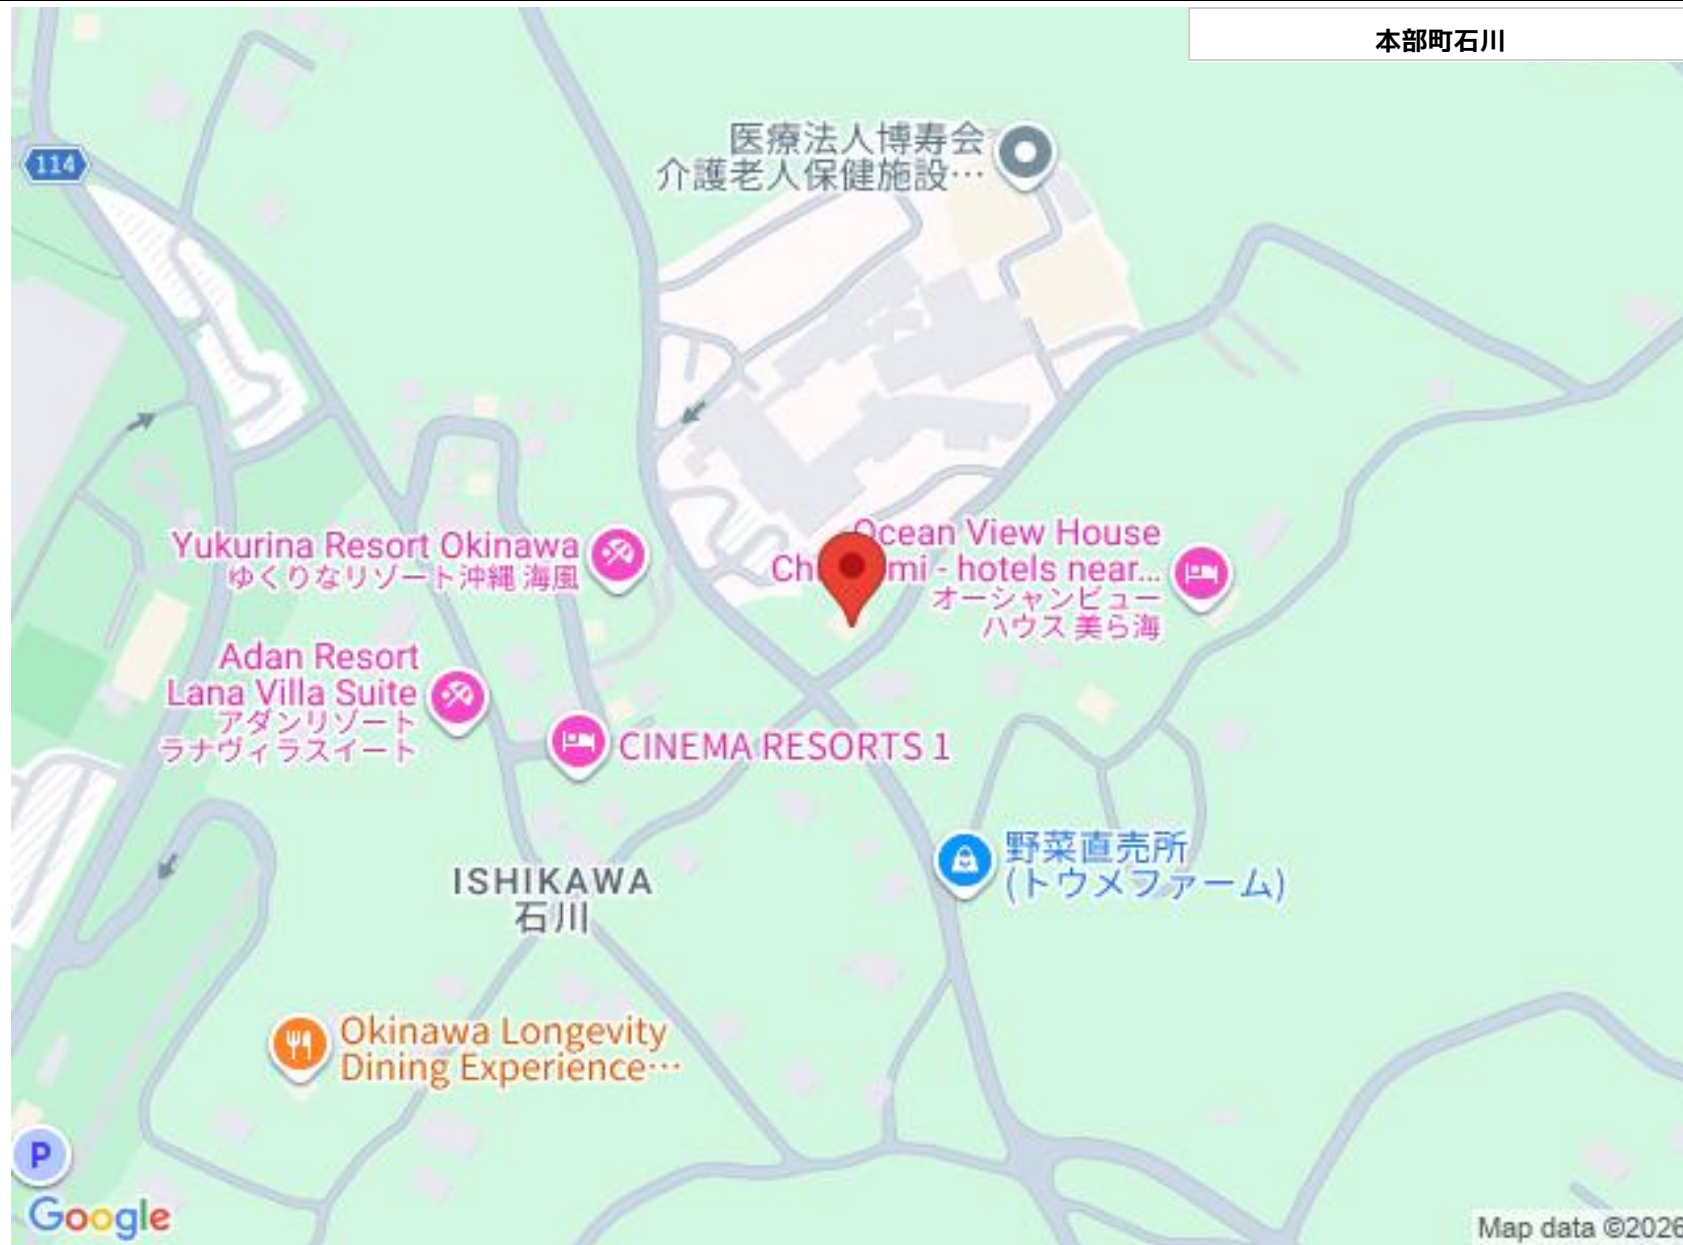 本部町石川
医療法人博寿会
介護老人保健施設…
114
Ocean View House
Yukurina Resort Okinawa
ゆくりなリゾート沖縄 海風
- hotels near...
オーシャンビュー
ハウス 美ら海
Adan Resort
Lana Villa Suite
アダンリゾート
ラナヴィラスイート
CINEMA RESORTS 1
野菜直売所
(トウメファーム)
ISHIKAWA
石川
Okinawa Longevity
Dining Experience…
P
Google
Map data ©2026